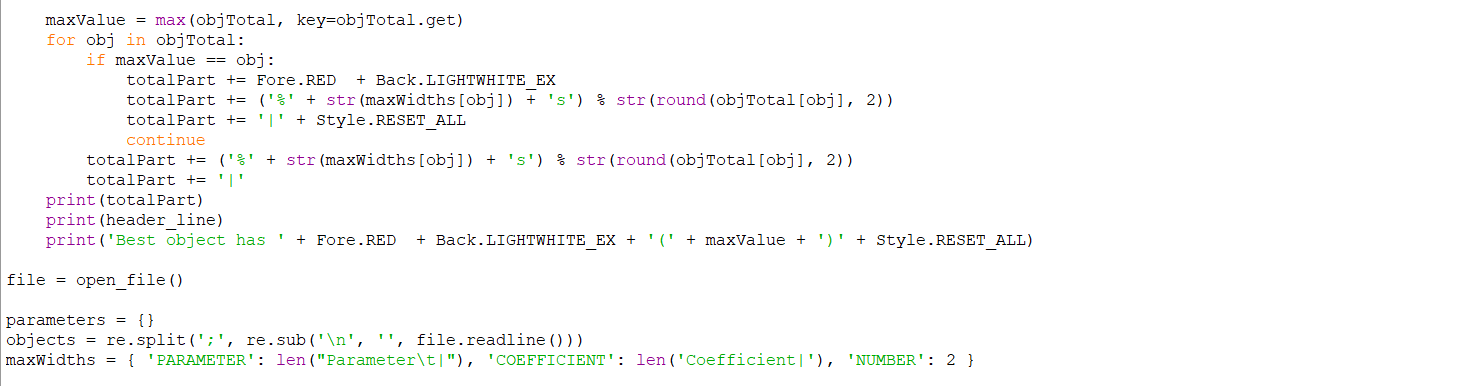 maxValue = max(objTotal, key=objTotal.get)
    for obj in objTotal:
        if maxValue == obj:
            totalPart += Fore.RED  + Back.LIGHTWHITE_EX
            totalPart += ('%' + str(maxWidths[obj]) + 's') % str(round(objTotal[obj], 2))
            totalPart += '|' + Style.RESET_ALL
            continue
        totalPart += ('%' + str(maxWidths[obj]) + 's') % str(round(objTotal[obj], 2))
        totalPart += '|'
    print(totalPart)
    print(header_line)
    print('Best object has ' + Fore.RED  + Back.LIGHTWHITE_EX + '(' + maxValue + ')' + Style.RESET_ALL)
file = open_file()
parameters = {}
objects = re.split(';', re.sub('\n', '', file.readline()))
maxWidths = { 'PARAMETER': len("Parameter\t|"), 'COEFFICIENT': len('Coefficient|'), 'NUMBER': 2 }